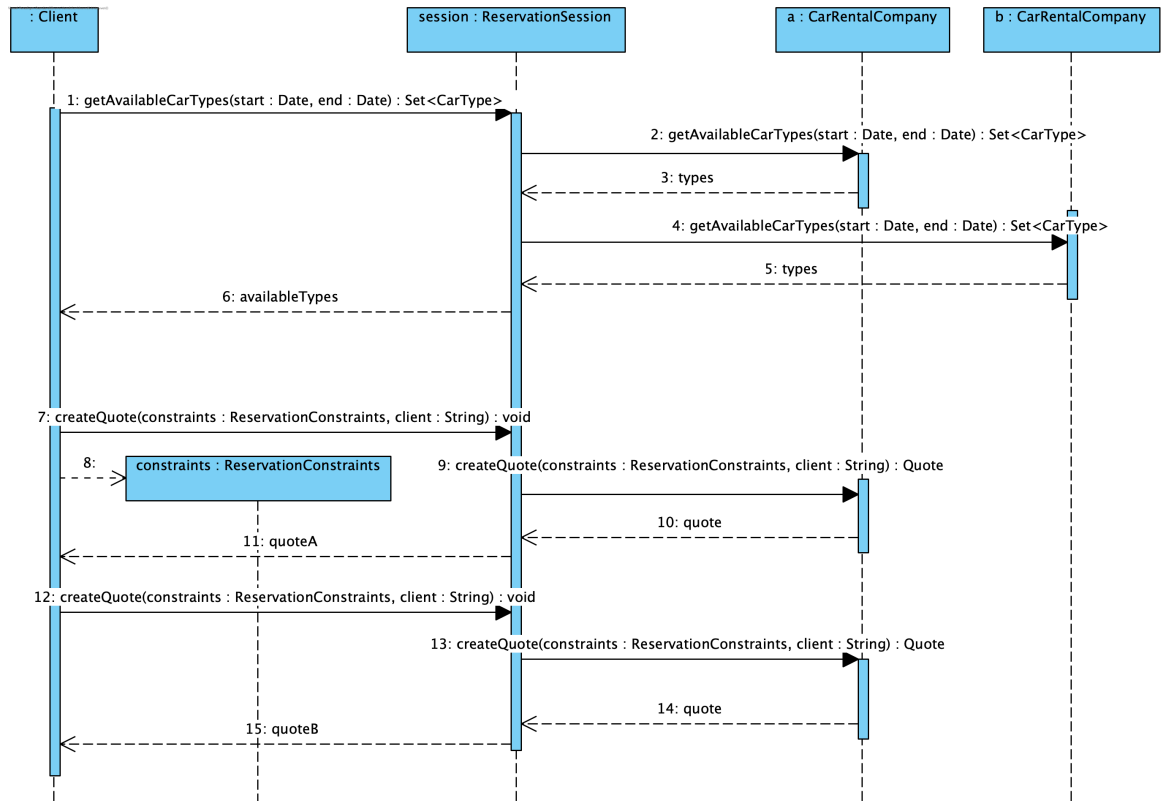 : Client
session : ReservationSession
a : CarRentalCompany
b : CarRentalCompany
1: getAvailableCarTypes(start : Date, end : Date) : Set<CarType>
2: getAvailableCarTypes(start : Date, end : Date) : Set<CarType>
3: types
4: getAvailableCarTypes(start : Date, end : Date) : Set<CarType>
5: types
6: availableTypes
7: createQuote(constraints : ReservationConstraints, client : String) : void
8:
constraints : ReservationConstraints
9: createQuote(constraints : ReservationConstraints, client : String) : Quote
10: quote
11: quoteA
12: createQuote(constraints : ReservationConstraints, client : String) : void
13: createQuote(constraints : ReservationConstraints, client : String) : Quote
14: quote
15: quoteB